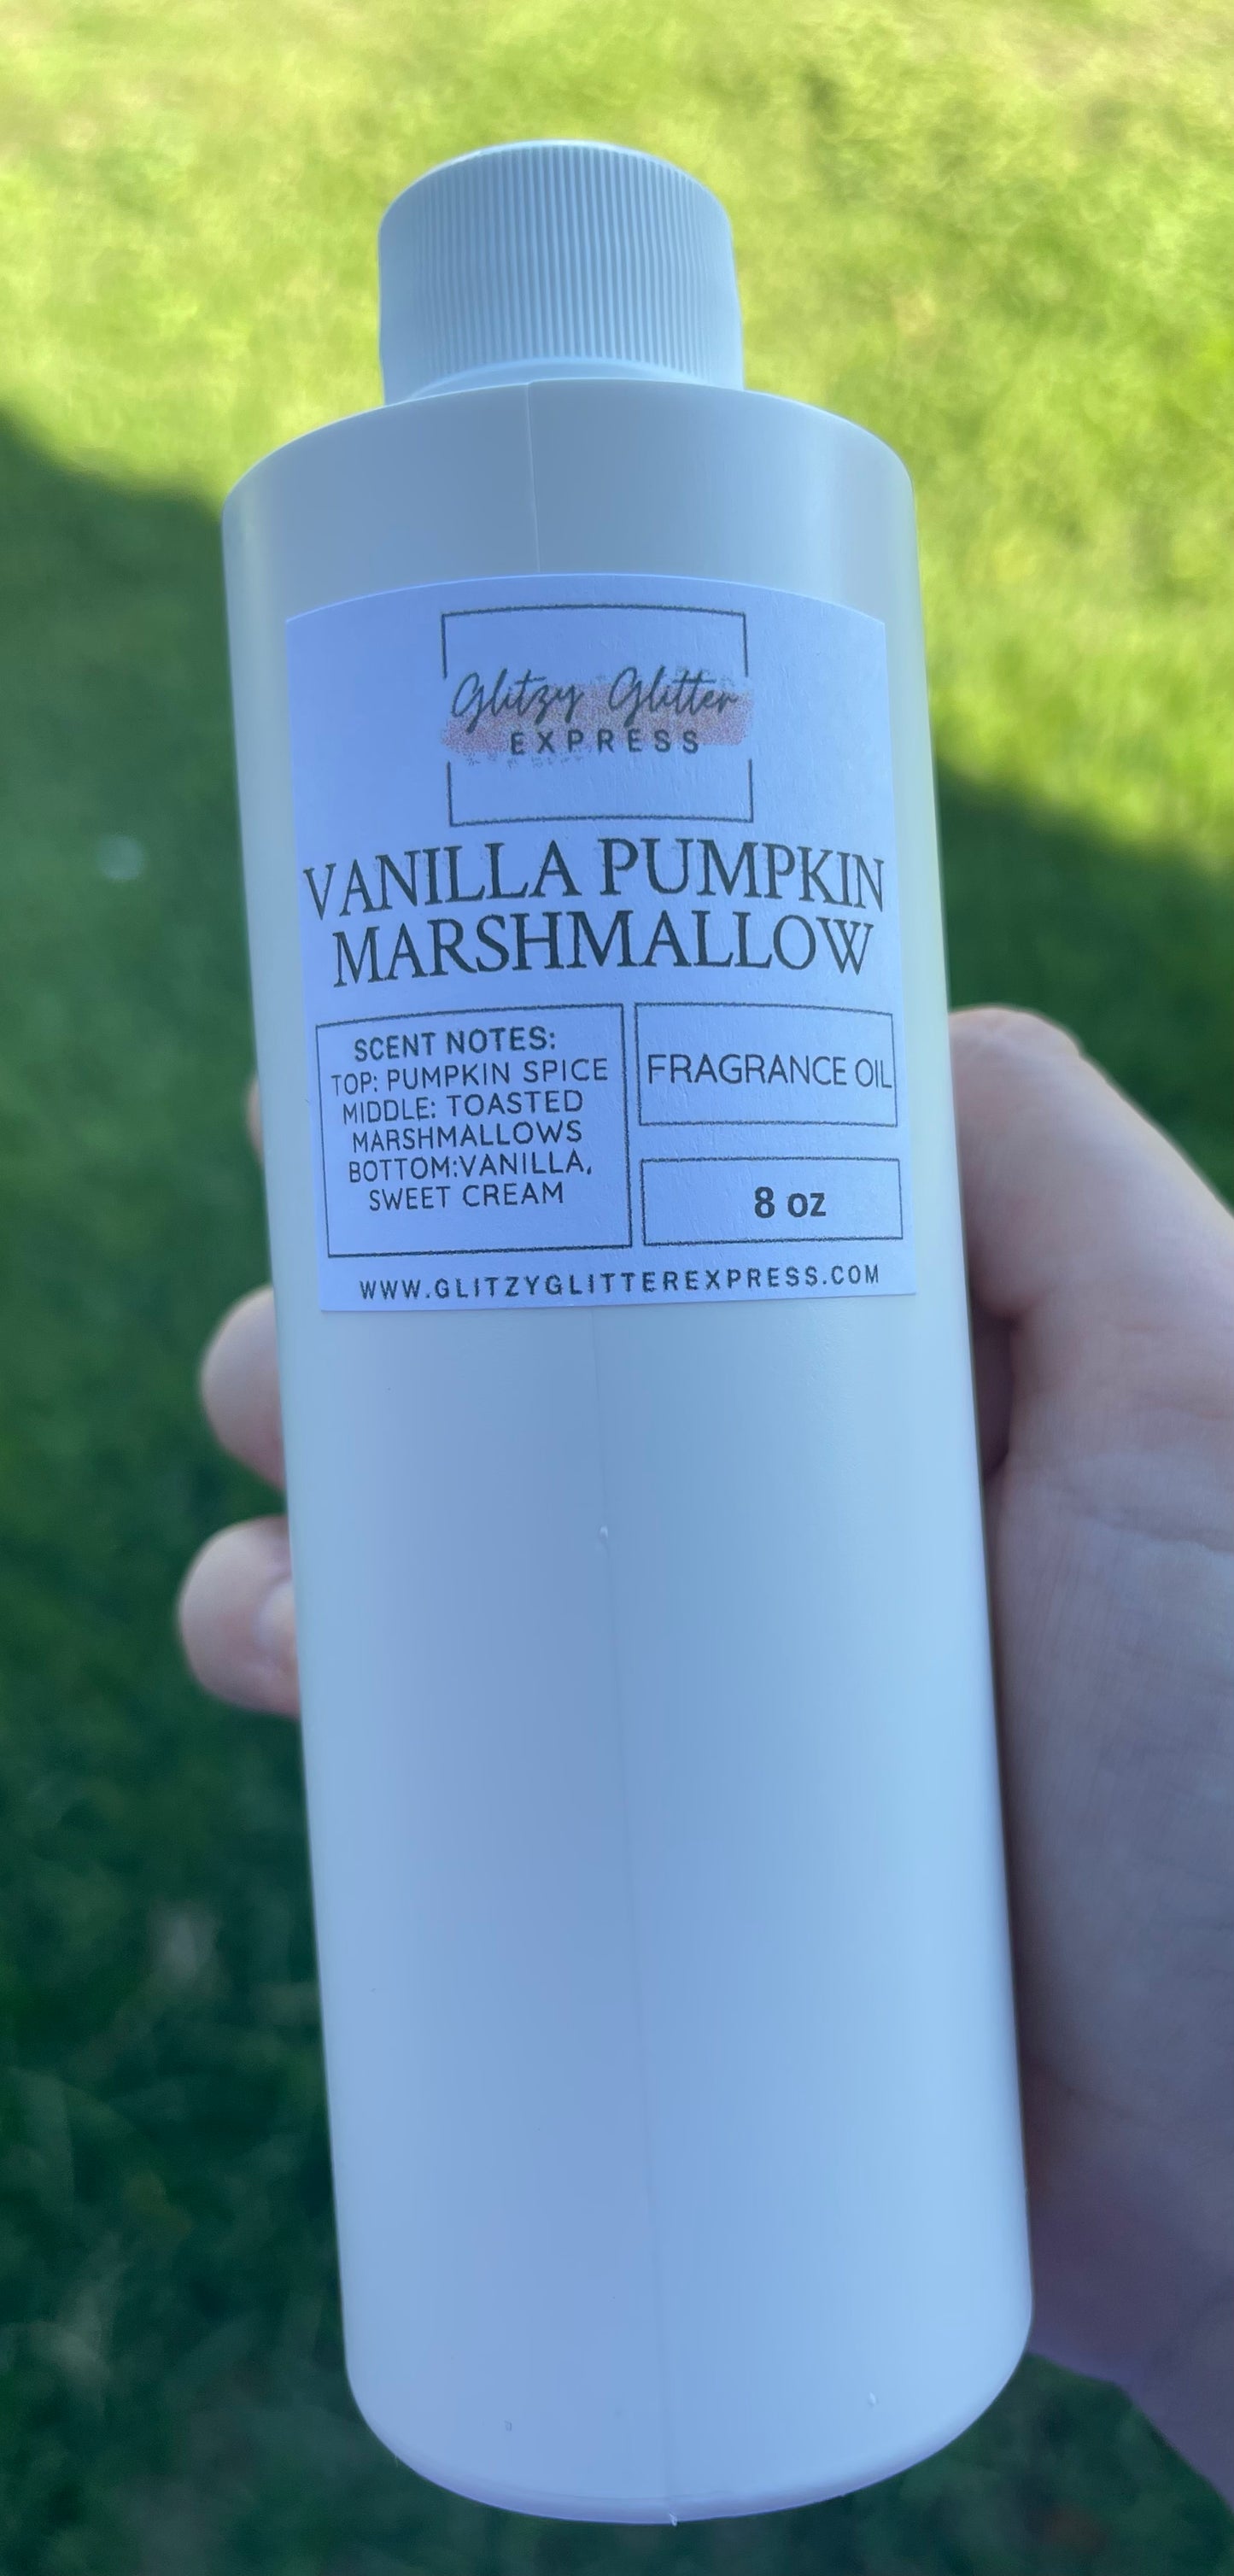 Glitzy Glitter
EXPRESS
VANILLA PUMPKIN
MARSHMALLOW
SCENT NOTES:
TOP: PUMPKIN SPICE
MIDDLE: TOASTED
MARSHMALLOWS
BOTTOM:VANILLA,
SWEET CREAM
FRAGRANCE OIL
8 oz
WWW.GLITZYGLITTEREXPRESS.COM